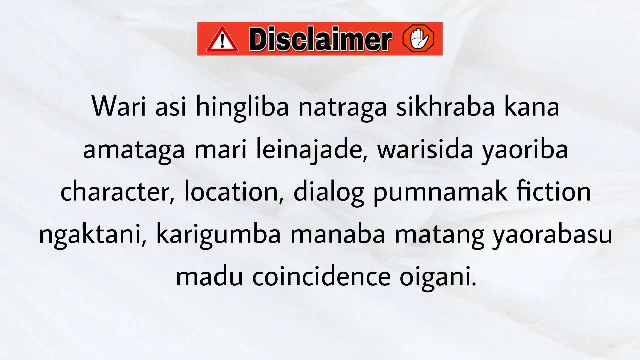 Disclaimer
Wari asi hingliba natraga sikhraba kana
amataga mari leinajade, warisida yaoriba
character, location, dialog pumnamak fiction
ngaktani, karigumba manaba matang yaorabasu
madu coincidence oigani.